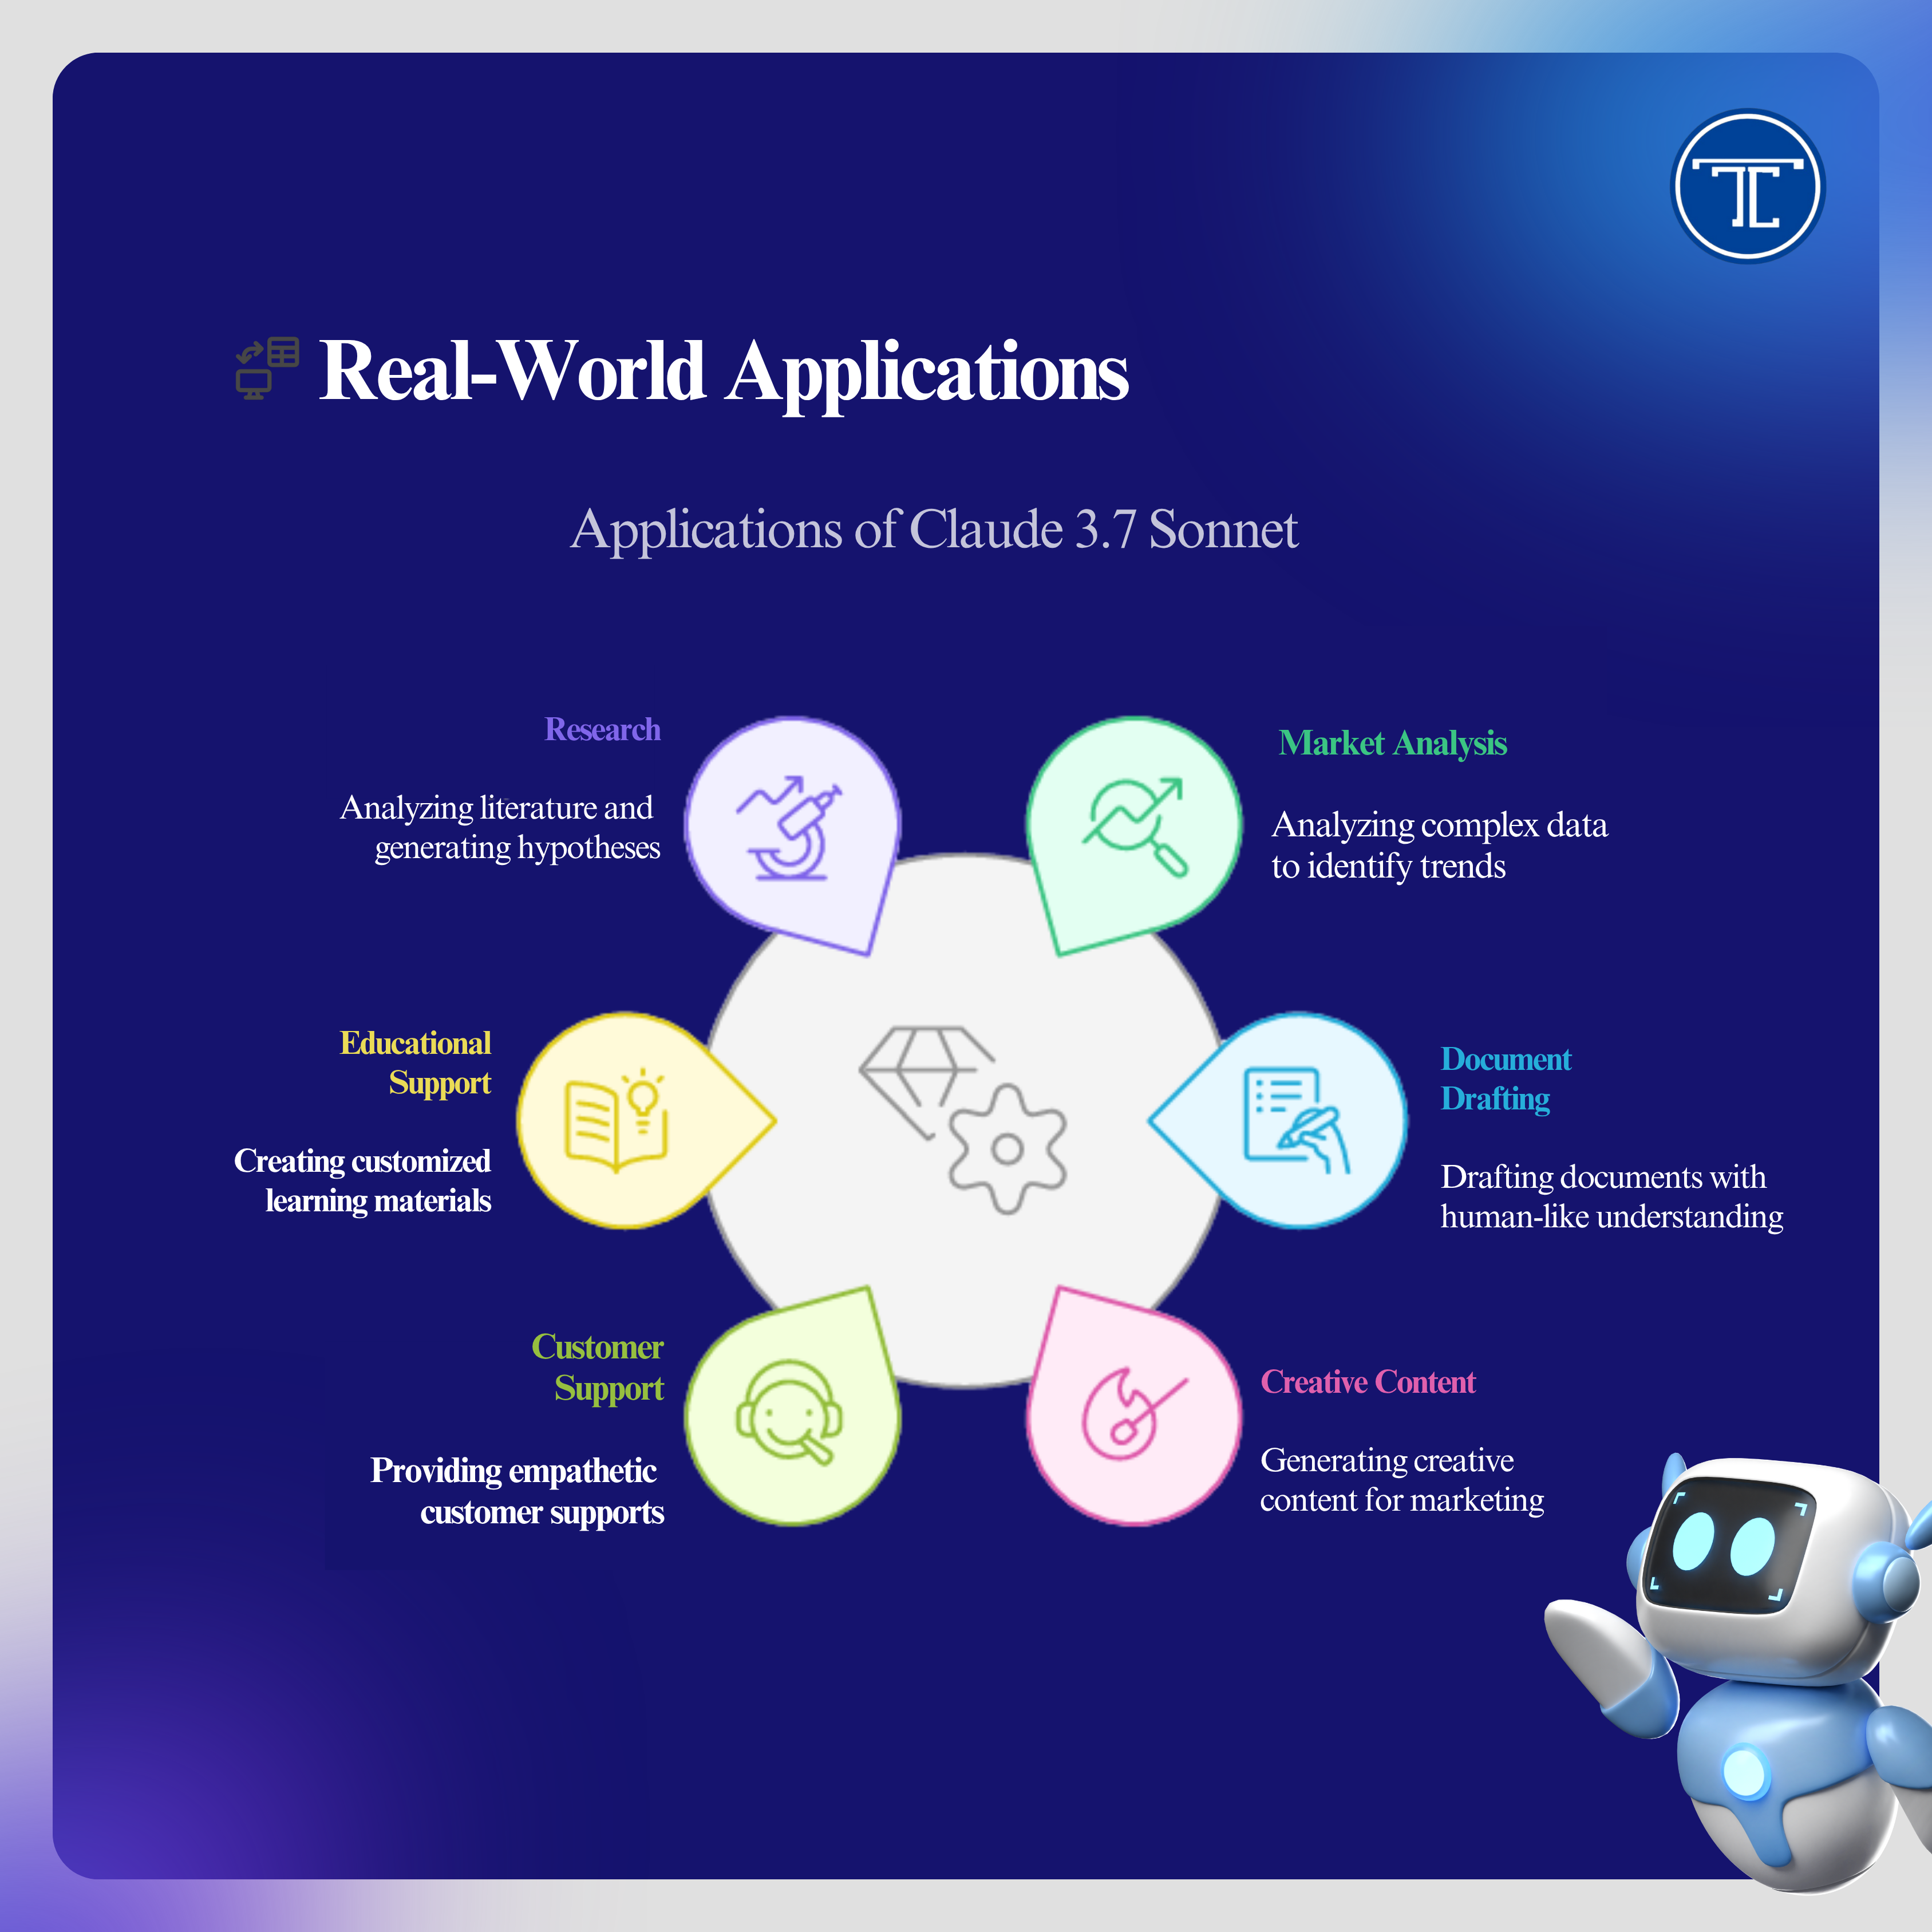 Real-World Applications
Applications of Claude 3.7 Sonnet
Research
Analyzing literature and
generating hypotheses
Market Analysis
Analyzing complex data
to identify trends
Educational
Support
Creating customized
learning materials
Document
Drafting
Drafting documents with
human-like understanding
Customer
Support
Providing empathetic
customer supports
Creative Content
Generating creative
content for marketing